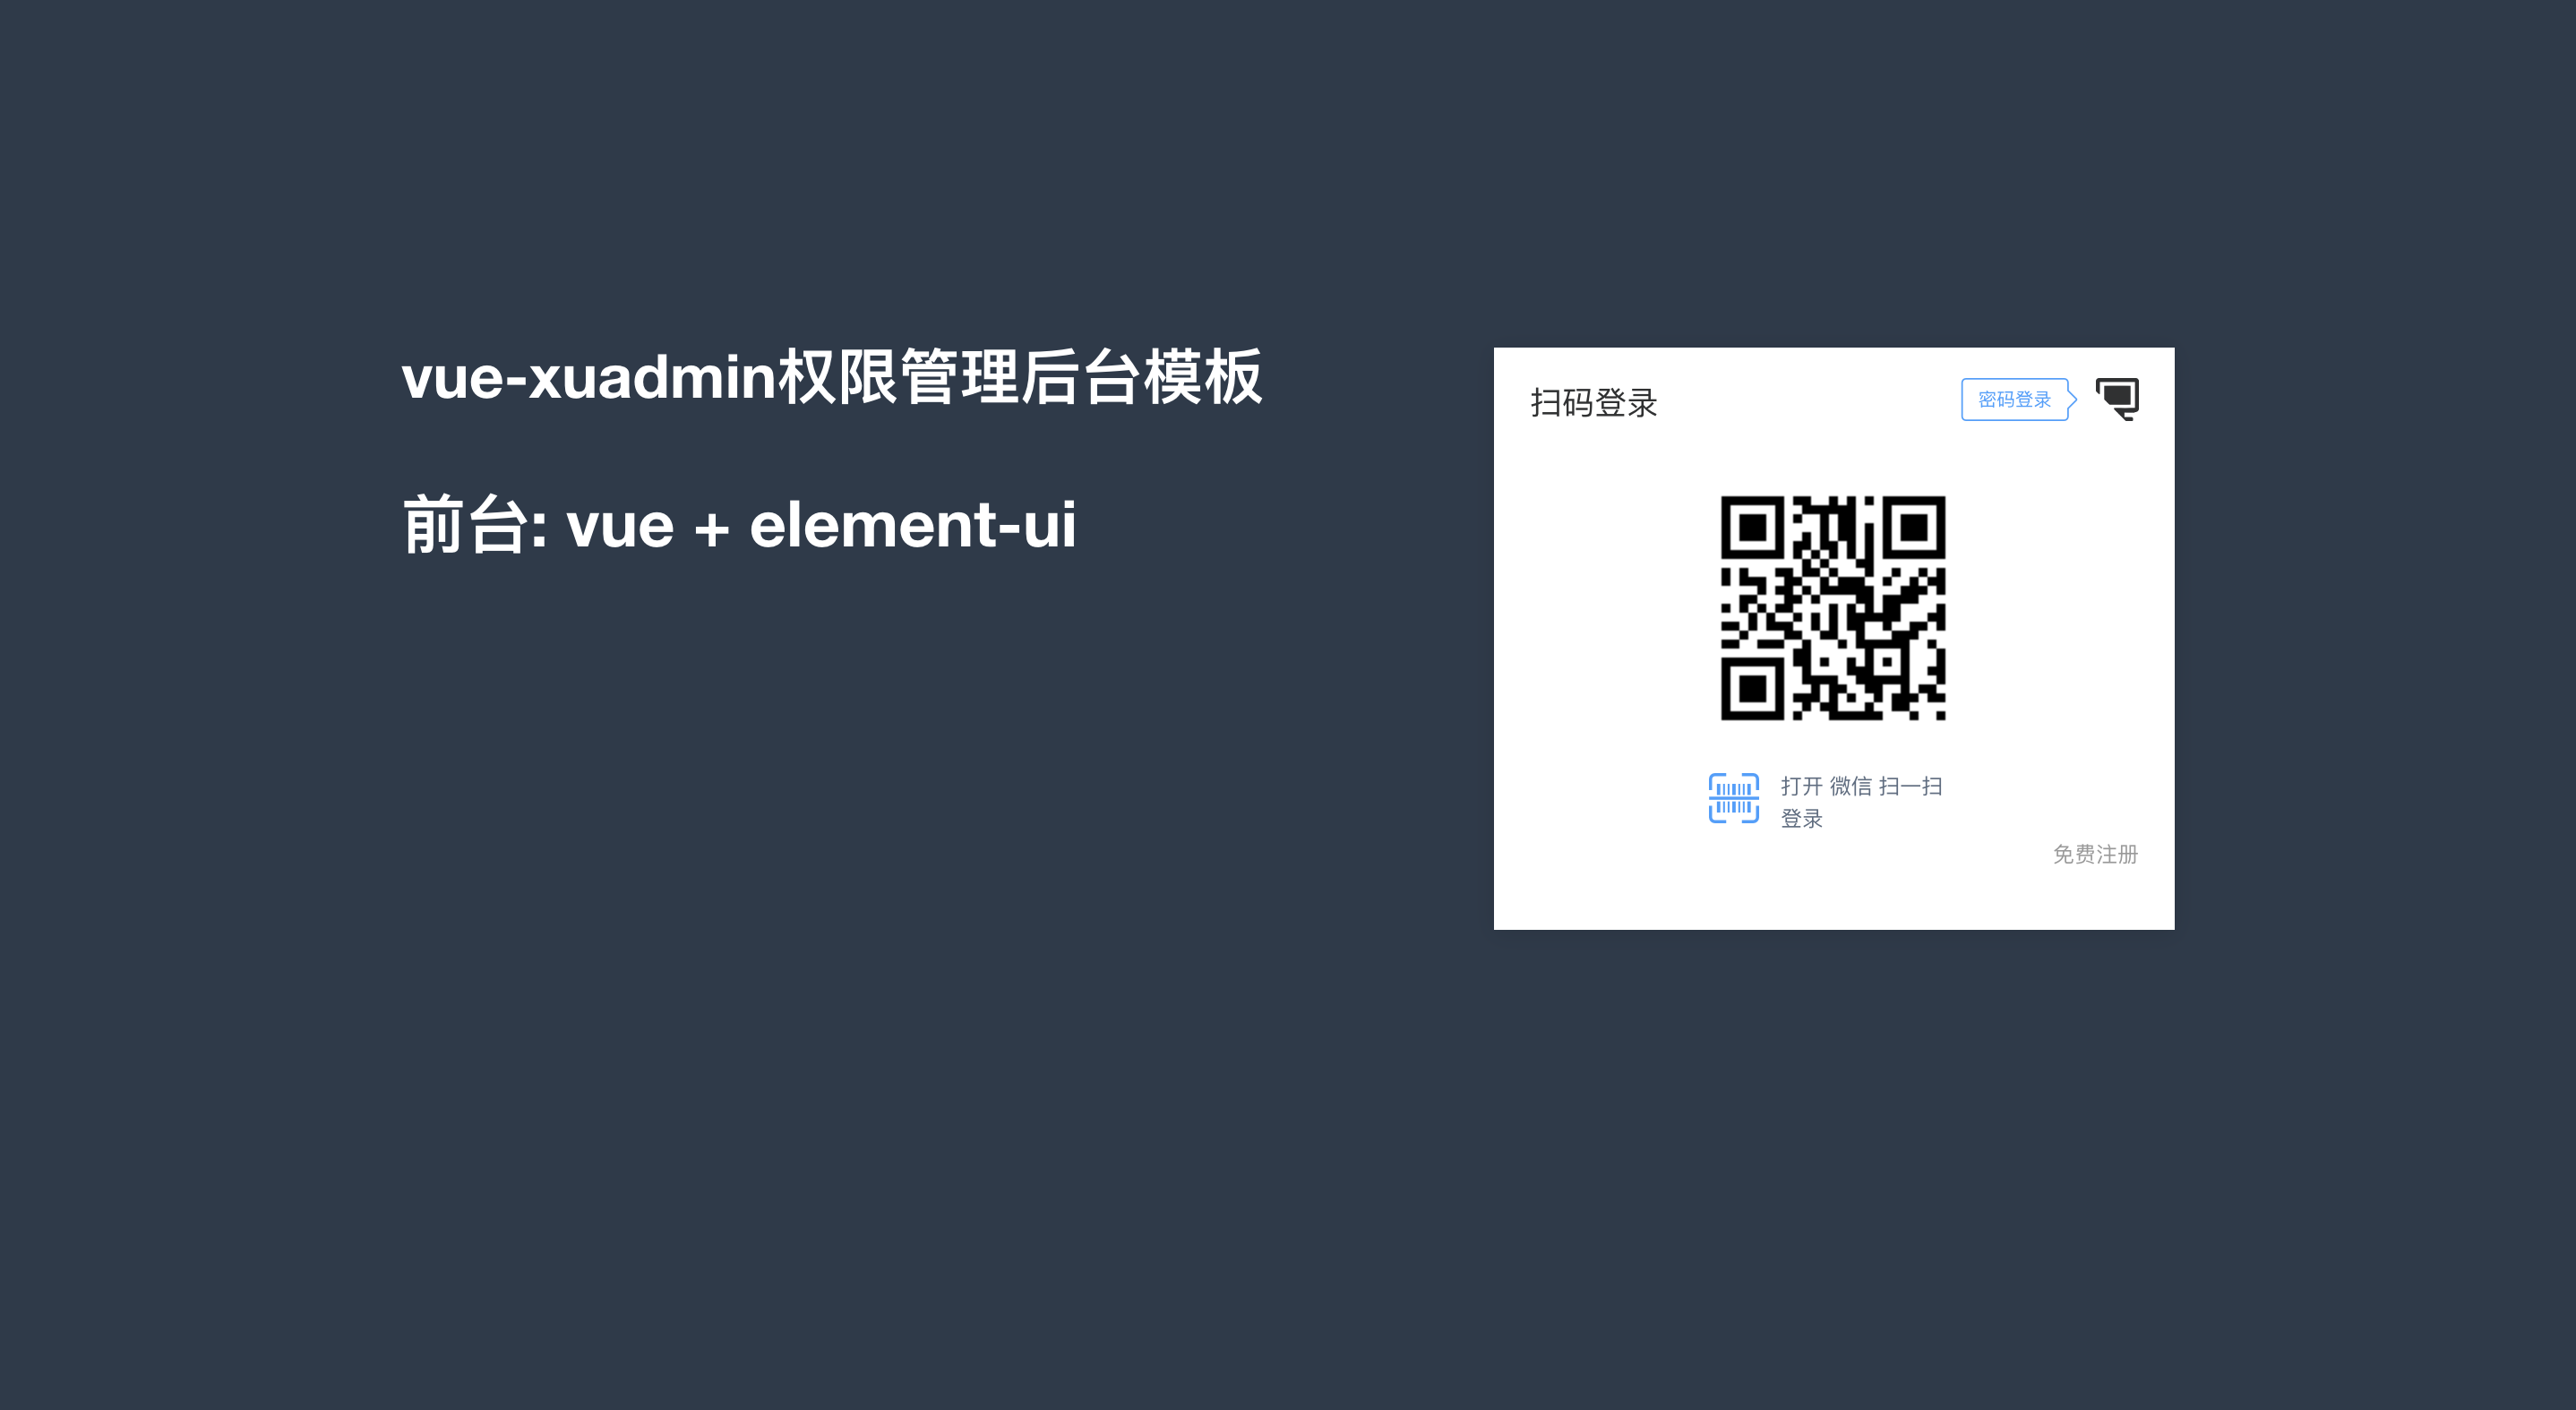 vue-xuadmin权限管理后台模板
前台: vue + element-ui
扫码登录
密码登录
打开 微信 扫一扫
登录
免费注册